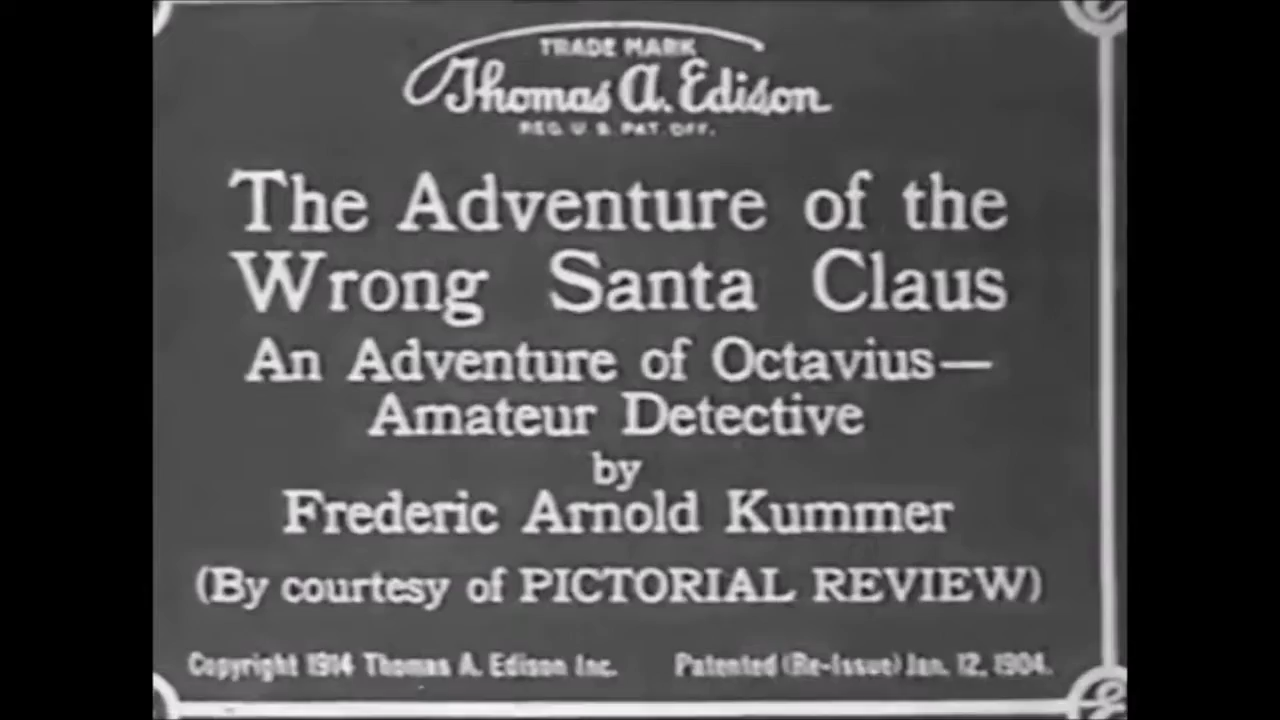 TRADE MARK
Thomas A. Edison
REG. U. S. PAT. OFF.
The Adventure of the
Wrong Santa Claus
An Adventure of Octavius—
Amateur Detective
by
Frederic Arnold Kummer
(By courtesy of PICTORIAL REVIEW)
Copyright 1914 Thomas A. Edison Inc. Patented (Re-Issue) Jan. 12, 1904.